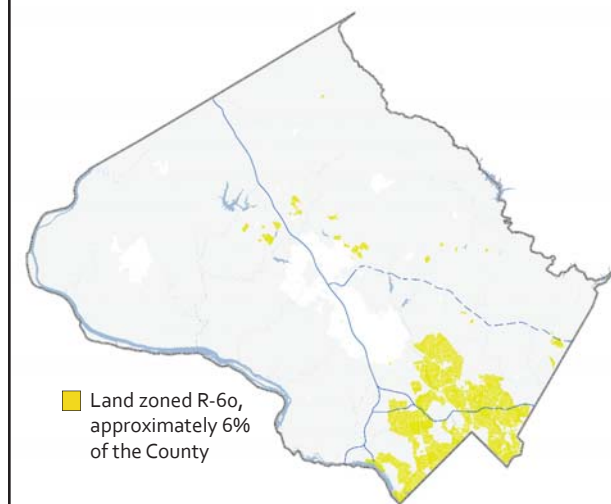 Land zoned R-60,
approximately 6%
of the County